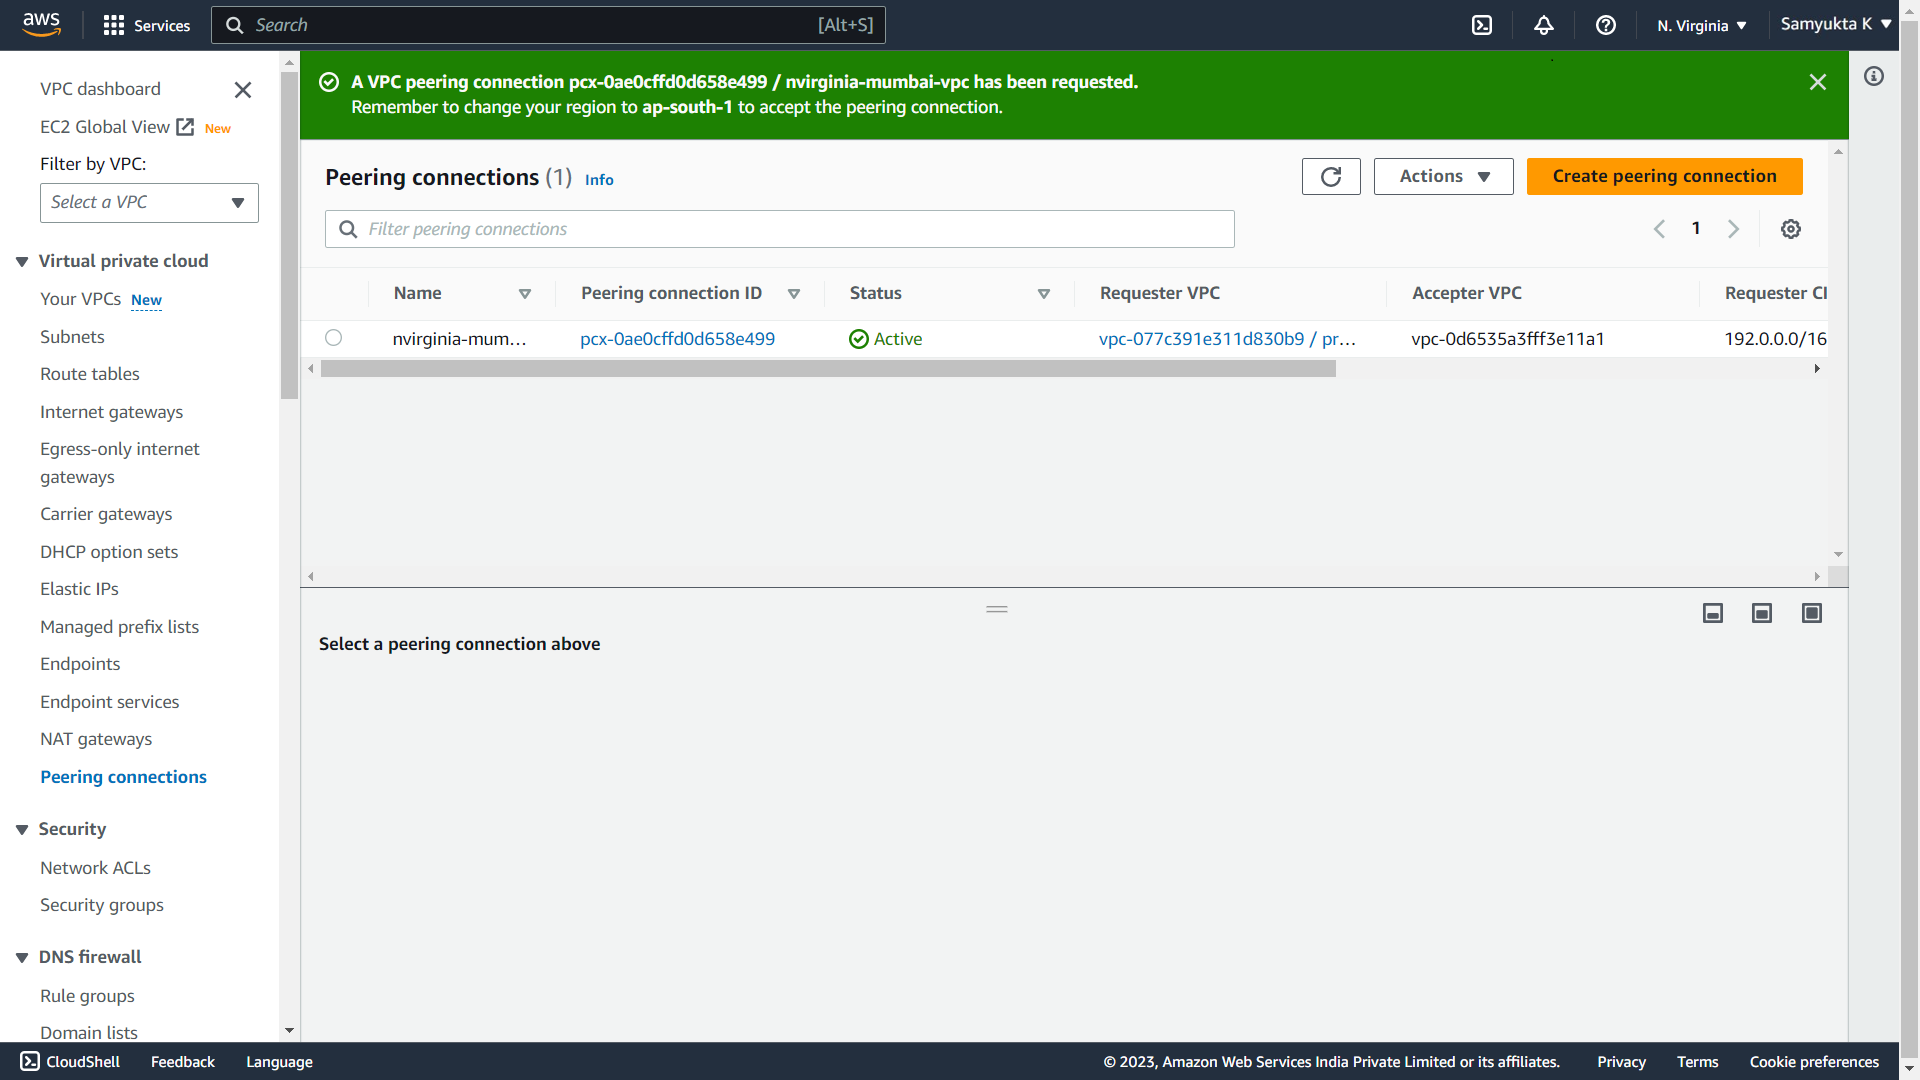 aws
Services
Search
[Alt+S]
N. Virginia
Samyukta K
VPC dashboard
EC2 Global View New
Filter by VPC:
Select a VPC
Virtual private cloud
Your VPCs New
Subnets
Route tables
Internet gateways
Egress-only internet
gateways
Carrier gateways
DHCP option sets
Elastic IPs
Managed prefix lists
Endpoints
Endpoint services
NAT gateways
Peering connections
Security
Network ACLs
Security groups
DNS firewall
Rule groups
Domain lists
A VPC peering connection pcx-0ae0cffd0d658e499 / nvirginia-mumbai-vpc has been requested.
Remember to change your region to ap-south-1 to accept the peering connection.
Peering connections (1) Info
Actions
Create peering connection
Filter peering connections
1
Name
Peering connection ID
Status
Requester VPC
Accepter VPC
Requester CI
nvirginia-mum…
pcx-0ae0cffd0d658e499
Active
vpc-077c391e311d830b9 / pr…
vpc-0d6535a3fff3e11a1
192.0.0.0/16
Select a peering connection above
CloudShell
Feedback
Language
© 2023, Amazon Web Services India Private Limited or its affiliates.
Privacy
Terms
Cookie preferences